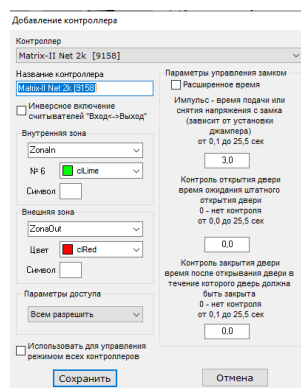 Добавление контроллера
Контроллер
Matrix-II Net 2k [9158]
Название контроллера
Matrix-II Net 2k [9158]
Инверсное включение
считывателей "Вход<->Выход"
Внутренняя зона
ZonaIn
№ 6 clLime
Символ
Внешняя зона
ZonaOut
Цвет clRed
Символ
Параметры доступа
Всем разрешить
Использовать для управления
режимом всех контроллеров
Параметры управления замком
Расширенное время
Импульс - время подачи или
снятия напряжения с замка
(зависит от установки
джампера)
от 0,1 до 25,5 сек
3,0
Контроль открытия двери
время ожидания штатного
открытия двери
0 - нет контроля
от 0,0 до 25,5 сек
0,0
Контроль закрытия двери
время после открывания двери в
течение которого дверь должна
быть закрыта
0 - нет контроля
от 0,1 до 25,5 сек
0,0
Сохранить
Отмена